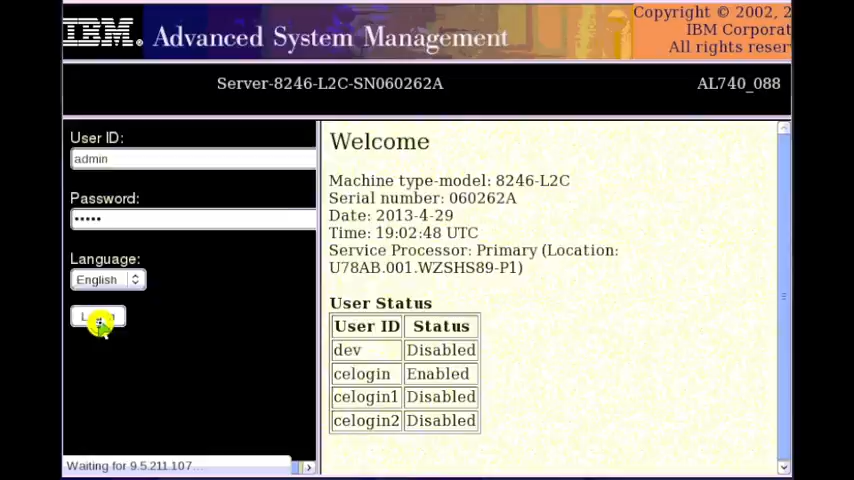 Copyright © 2002, 2
IBM Corporat
All rights reser
IBM. Advanced System Management
Server-8246-L2C-SN060262A
AL740_088
User ID:
admin
Password:
•••••
Language:
English
Welcome
Machine type-model: 8246-L2C
Serial number: 060262A
Date: 2013-4-29
Time: 19:02:48 UTC
Service Processor: Primary (Location:
U78AB.001.WZSHS89-P1)
User Status
User ID Status
dev Disabled
celogin Enabled
celogin1 Disabled
celogin2 Disabled
Waiting for 9.5.211.107...